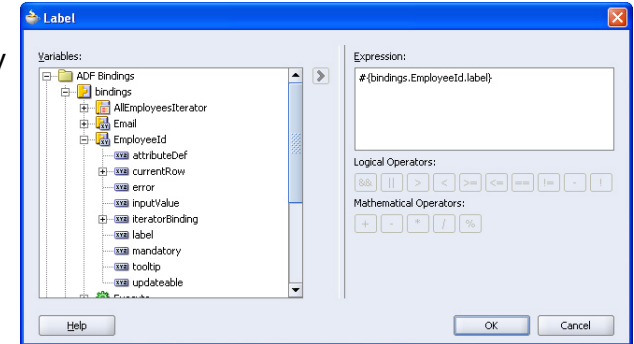 Label
Variables:
ADF Bindings
bindings
AllEmployeesIterator
Email
EmployeeId
attributeDef
currentRow
error
inputValue
iteratorBinding
label
mandatory
tooltip
updateable
Expression:
#{bindings.EmployeeId.label}
Logical Operators:
&& || > < >= <= == != - !
Mathematical Operators:
+ - * / %
Help
OK Cancel